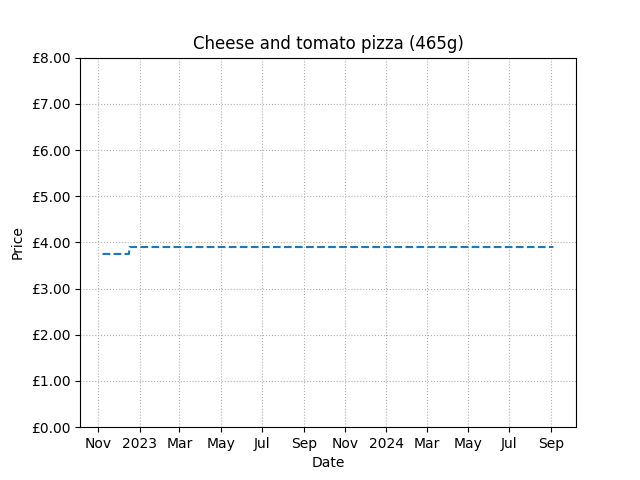 Cheese and tomato pizza (465g)
£8.00
£7.00
£6.00
£5.00
£4.00
£3.00
£2.00
£1.00
£0.00
Price
Nov 2023 Mar May Jul Sep Nov 2024 Mar May Jul Sep
Date